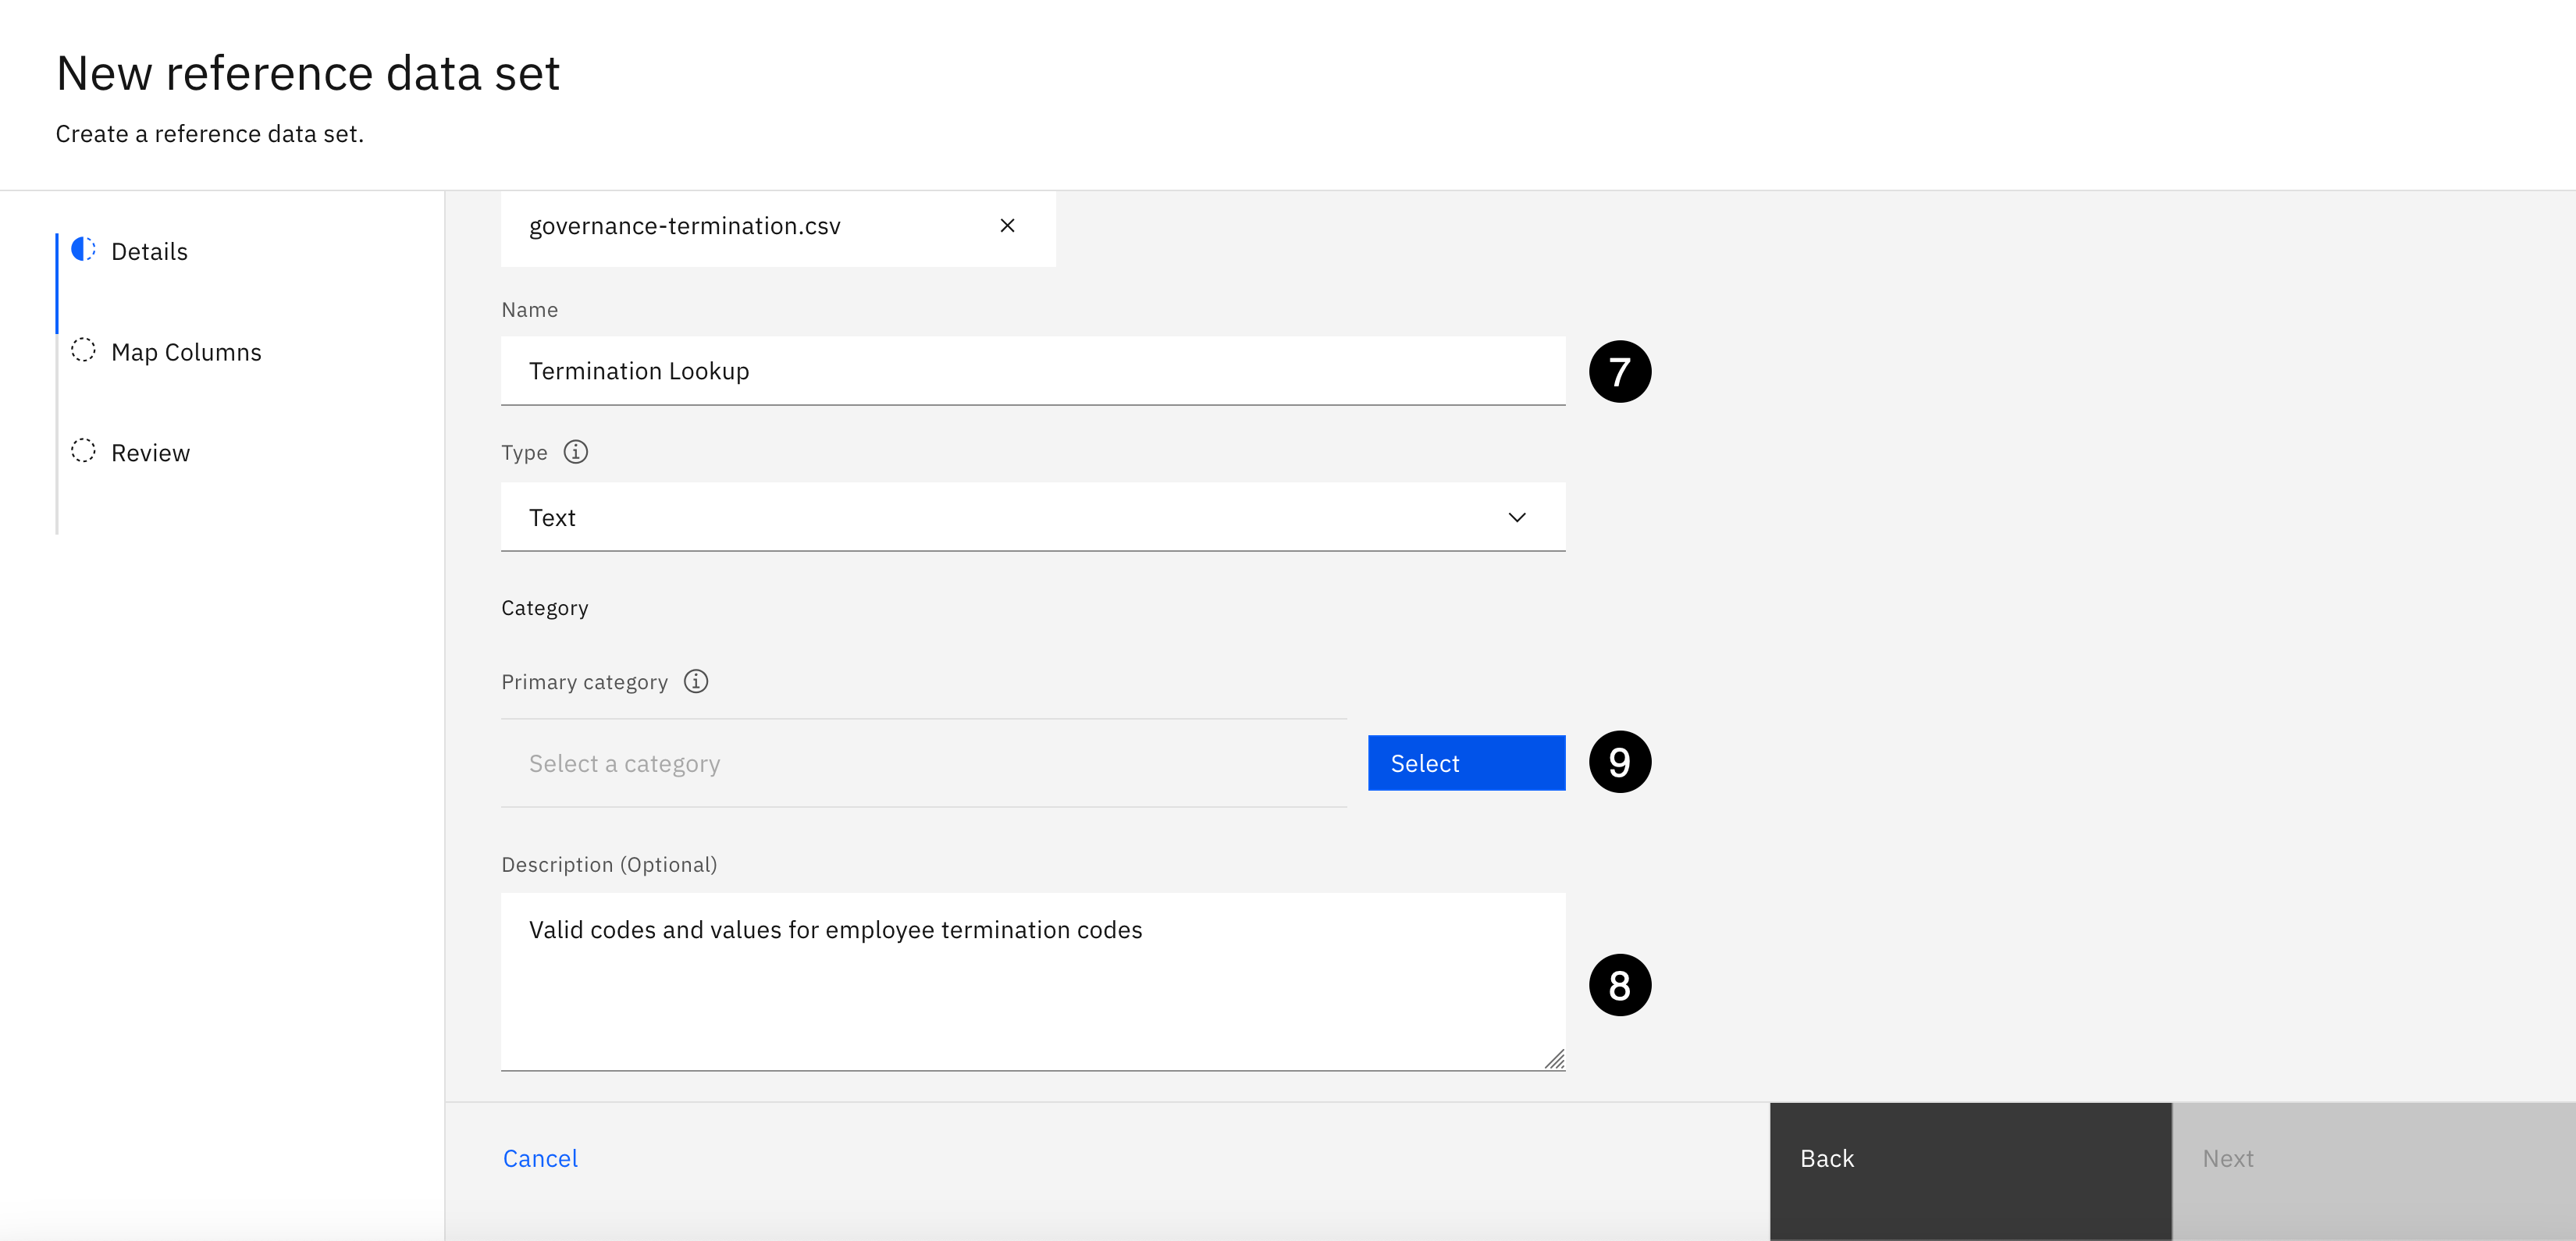 New reference data set
Create a reference data set.
Details
Map Columns
Review
governance-termination.csv
Name
Termination Lookup
7
Type
Text
Category
Primary category
Select a category
Select
9
Description (Optional)
Valid codes and values for employee termination codes
8
Cancel
Back
Next